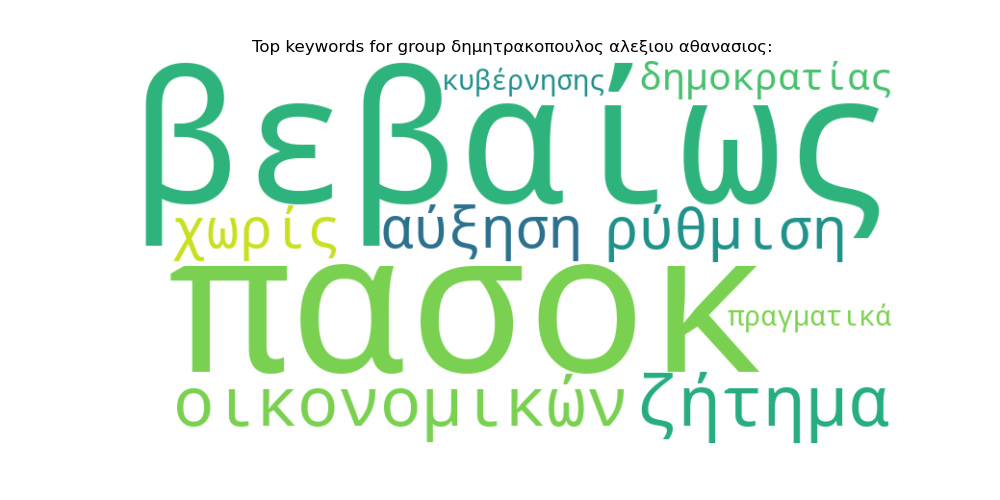 Top keywords for group δημητρακοπουλος αλεξιου αθανασιος:
κυβέρνησης δημοκρατίας
βεβαίως
χωρίς αύξηση ρύθμιση
πασοκ
πραγματικά
οικονομικών ζήτημα